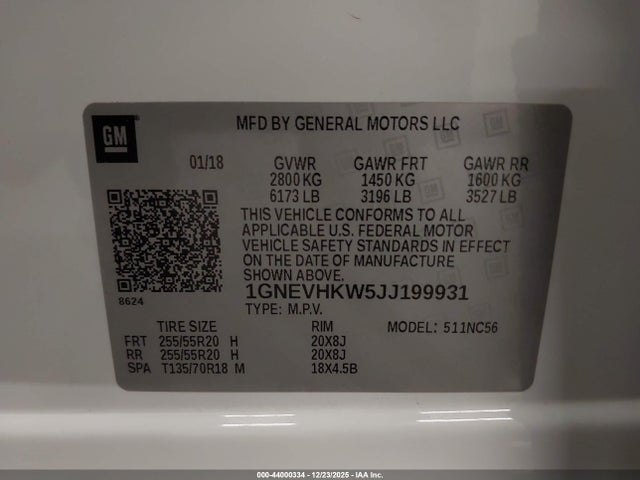 GM
MFD BY GENERAL MOTORS LLC
01/18 GVWR GAWR FRT GAWR RR
2800 KG 1450 KG 1600 KG
6173 LB 3196 LB 3527 LB
THIS VEHICLE CONFORMS TO ALL
APPLICABLE U.S. FEDERAL MOTOR
VEHICLE SAFETY STANDARDS IN EFFECT
ON THE DATE OF MANUFACTURE
SHOWN ABOVE.
8624
1GNEVHKW5JJ199931
TYPE: M.P.V.
TIRE SIZE RIM MODEL: 511NC56
FRT 255/55R20 H 20X8J
RR 255/55R20 H 20X8J
SPA T135/70R18 M 18X4.5B
000-44000334 - 12/23/2025 - IAA Inc.